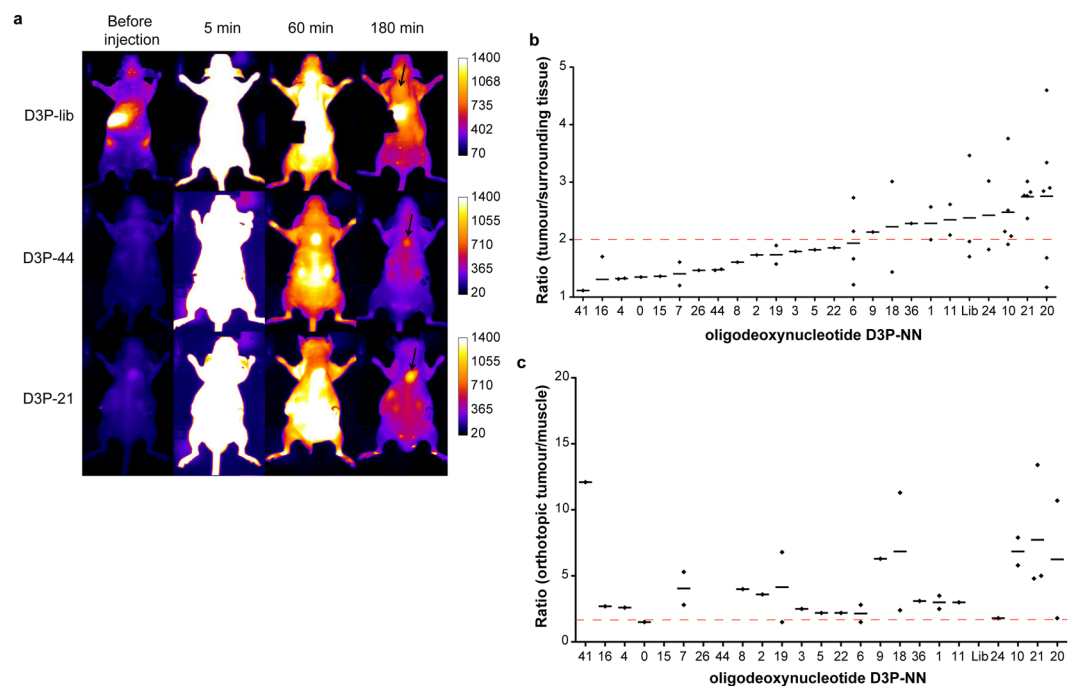 a
Before injection
5 min
60 min
180 min
D3P-lib
1400
1068
735
402
70
D3P-44
1400
1055
710
365
20
D3P-21
1400
1055
710
365
20
b
Ratio (tumour/surrounding tissue)
5
4
3
2
1
41 16 4 0 15 7 26 44 8 2 19 3 5 22 6 9 18 36 1 11 Lib 24 10 21 20
oligodeoxynucleotide D3P-NN
c
Ratio (orthotopic tumour/muscle)
20
15
10
5
0
41 16 4 0 15 7 26 44 8 2 19 3 5 22 6 9 18 36 1 11 Lib 24 10 21 20
oligodeoxynucleotide D3P-NN